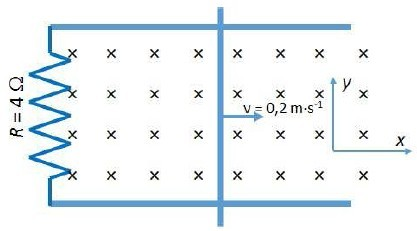 R = 4 Ω
× × × × × × × ×
y
× × × × × × × ×
v = 0,2 m·s⁻¹
× × × × × × × ×
x
× × × × × × × ×